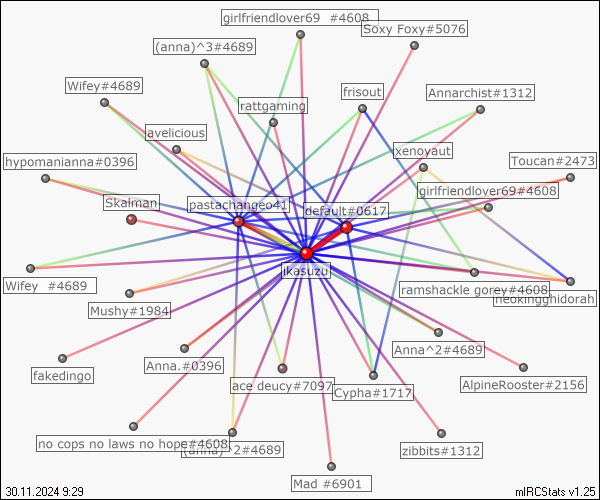 girlfriendlover69 #4608
Soxy Foxy#5076
(anna)^3#4689
Wifey#4689
frisout
Annarchist#1312
rattgaming
avelicious
xenoyaut
hypomanianna#0396
Toucan#2473
girlfriendlover69#4608
Skalman
pastachangeo41
default#0617
jkasuzu
Wifey #4689
ramshackle gorey#4608
neokingghidorah
Mushy#1984
Anna^2#4689
fakedingo
Anna.#0396
ace deucy#7097
Cypha#1717
AlpineRooster#2156
no cops no laws no hope#4608
(anna)^2#4689
zibbits#1312
Mad #6901
30.11.2024 9:29
mIRCStats v1.25